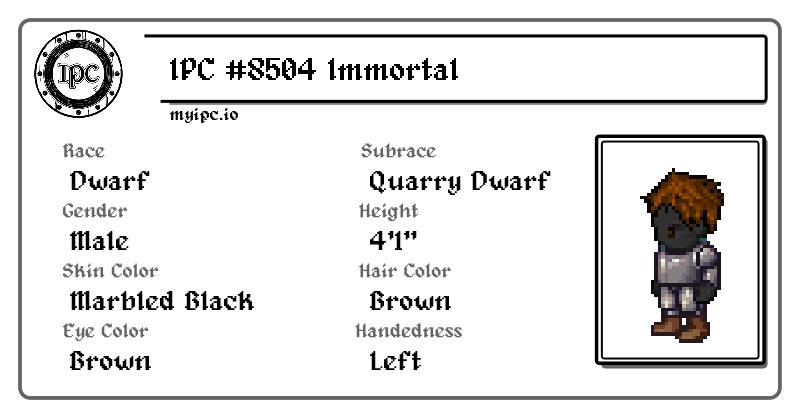 IPC
IPC #8504 Immortal
myipc.io
Race
Subrace
Dwarf
Quarry Dwarf
Gender
Height
Male
4'1"
Skin Color
Hair Color
Marbled Black
Brown
Eye Color
Handedness
Brown
Left